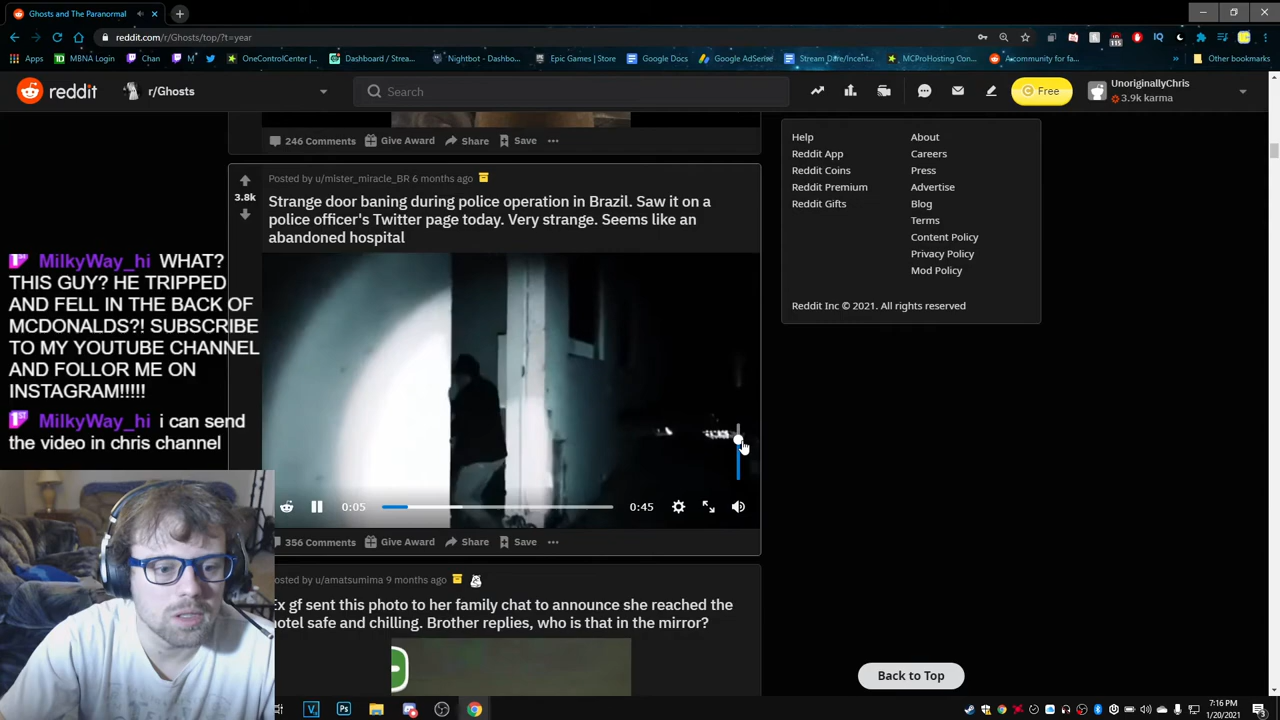 Ghosts and The Paranormal
reddit.com/r/Ghosts/top/?t=year
Apps
MBNA Login
Chan
M
OneControlCenter |
Dashboard / Strea...
Nightbot - Dashbo...
Epic Games | Store
Google Docs
Google AdSense
Stream Dare/Incent...
MCProHosting Con...
A community for fa...
»
Other bookmarks
reddit
r/Ghosts
Search
Free
UnoriginallyChris
3.9k karma
246 Comments
Give Award
Share
Save
Help
About
Reddit App
Careers
Reddit Coins
Press
Reddit Premium
Advertise
Reddit Gifts
Blog
Terms
Content Policy
Privacy Policy
Mod Policy
Reddit Inc © 2021. All rights reserved
Posted by u/mister_miracle_BR 6 months ago
3.8k
Strange door baning during police operation in Brazil. Saw it on a
police officer's Twitter page today. Very strange. Seems like an
abandoned hospital
1ST MilkyWay_hi WHAT?
THIS GUY? HE TRIPPED
AND FELL IN THE BACK OF
MCDONALDS?! SUBSCRIBE
TO MY YOUTUBE CHANNEL
AND FOLLOR ME ON
INSTAGRAM!!!!!
1ST MilkyWay_hi i can send
the video in chris channel
0:05
0:45
356 Comments
Give Award
Share
Save
osted by u/amatsumima 9 months ago
Ex gf sent this photo to her family chat to announce she reached the
hotel safe and chilling. Brother replies, who is that in the mirror?
Back to Top
7:16 PM
1/20/2021